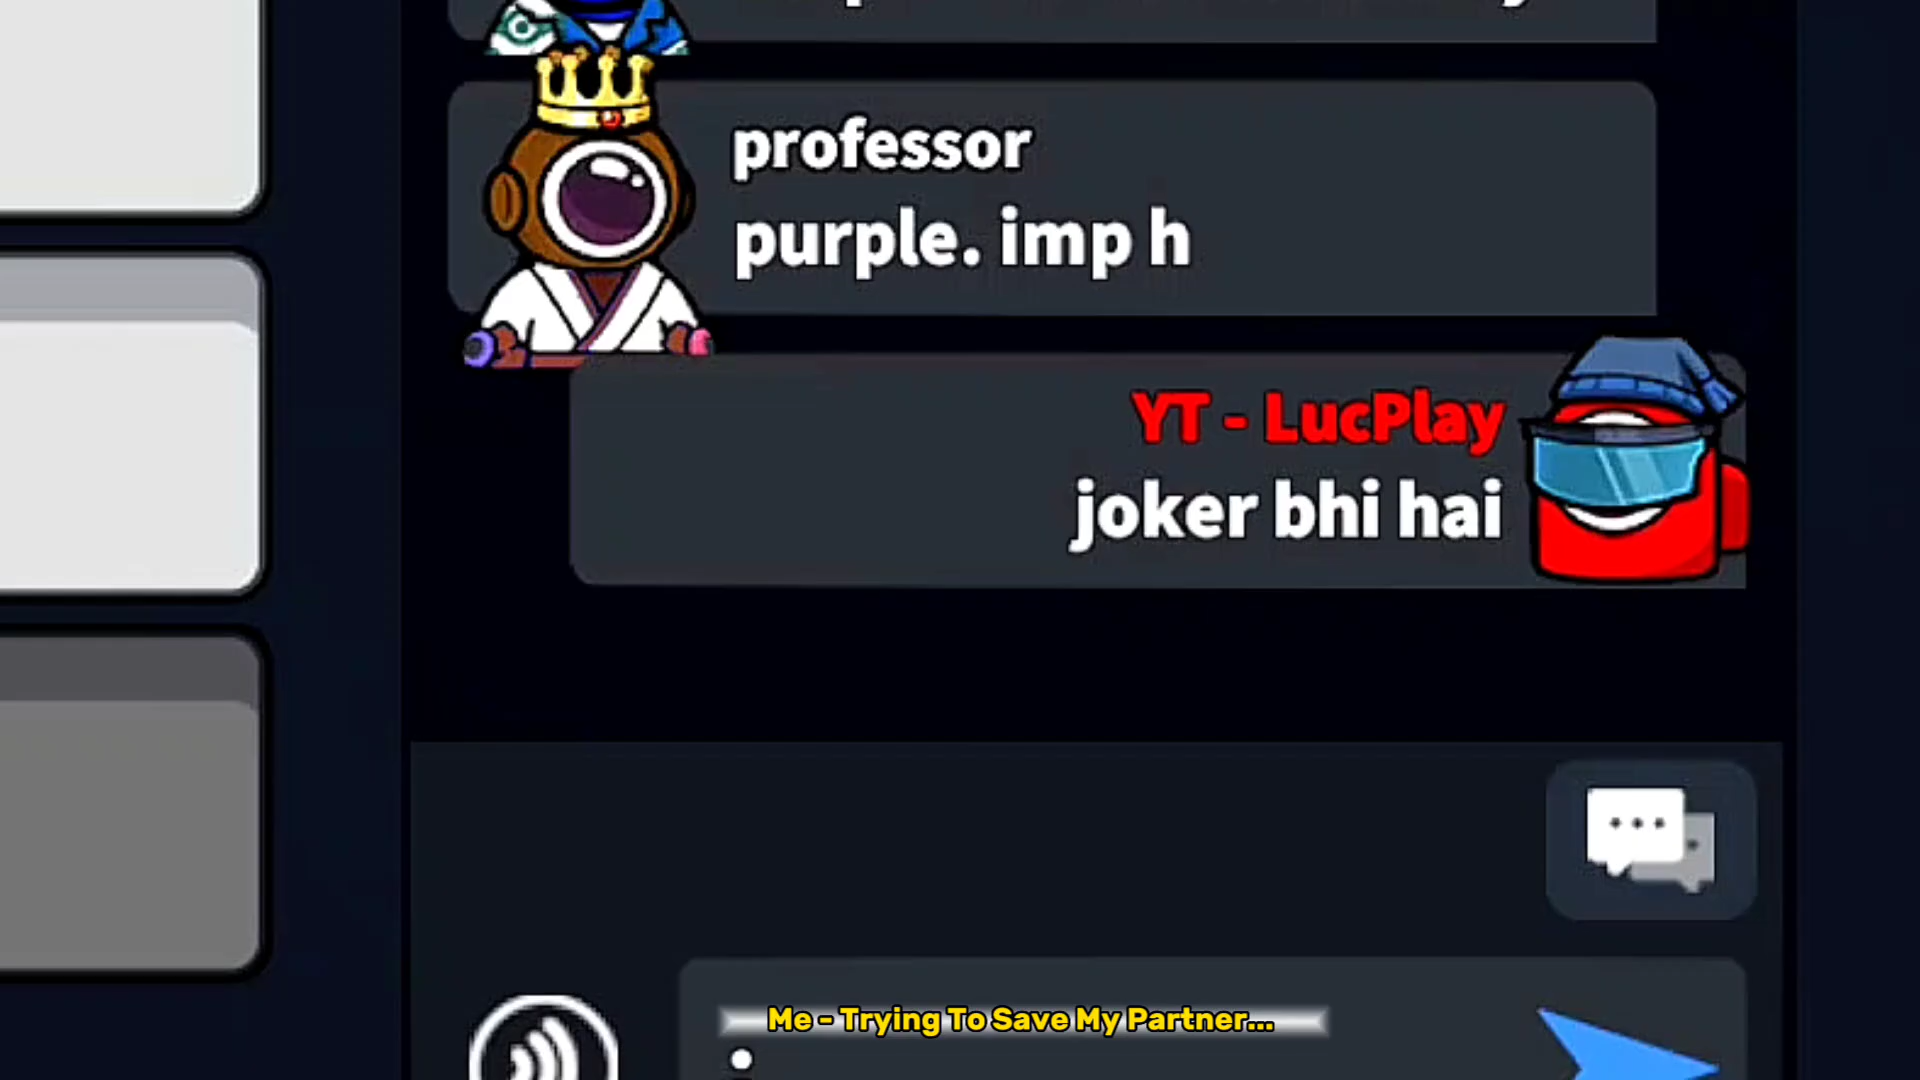 professor
purple. imp h
YT - LucPlay
joker bhi hai
Me - Trying To Save My Partner...